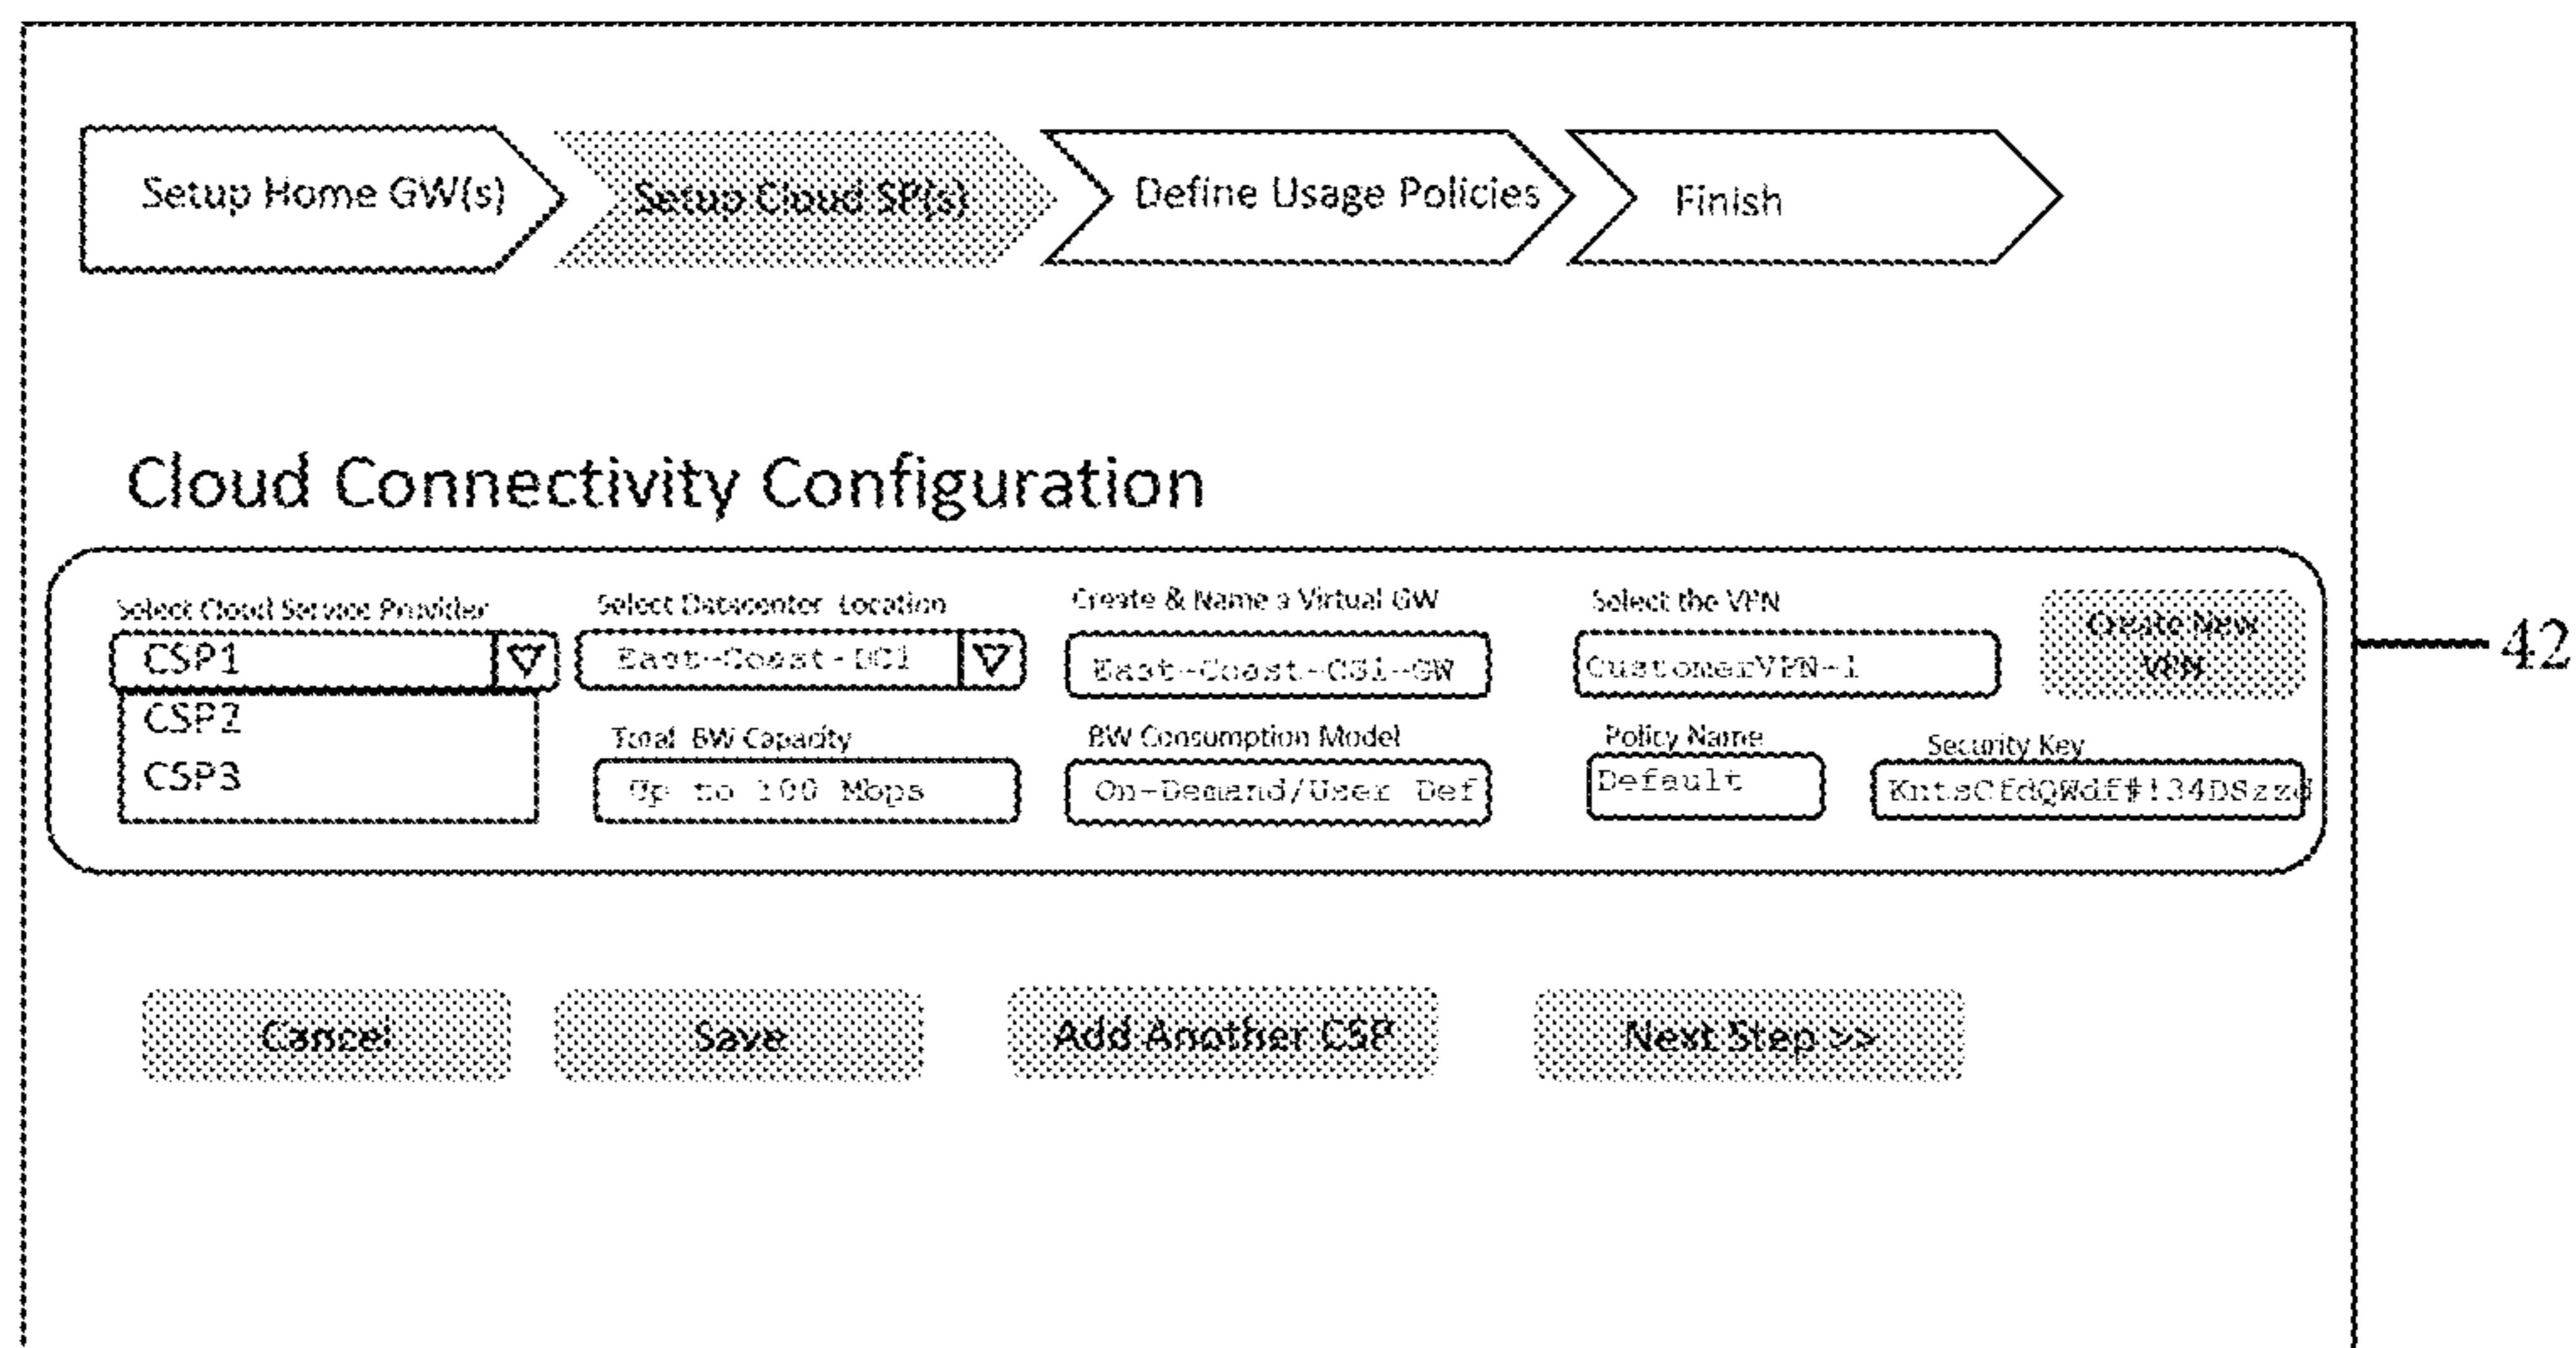 Setup Home GW(s)
Setup Cloud SP(s)
Define Usage Policies
Finish
Cloud Connectivity Configuration
Select Cloud Service Provider
Select Datacenter Location
Create & Name a Virtual GW
Select the VPN
Create New
VPN
CSP1
East-Coast-DC1
East-Coast-CS1-GW
CustomerVPN-1
42
CSP2
CSP3
Total BW Capacity
BW Consumption Model
Policy Name
Security Key
Up to 100 Mbps
On-Demand/User Def
Default
KntsCfdQWdf#!34DSzzd
Cancel
Save
Add Another CSP
Next Step >>